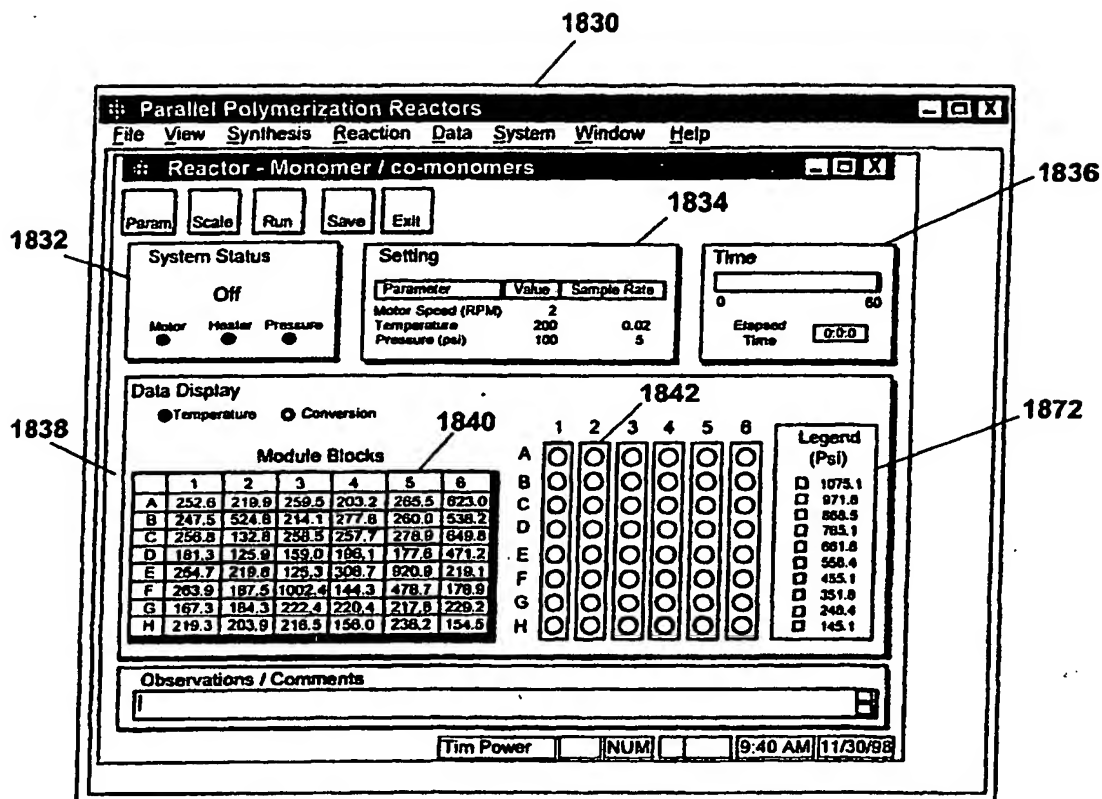 1830
Parallel Polymerization Reactors
File View Synthesis Reaction Data System Window Help
Reactor - Monomer / co-monomers
1836
Param Scale Run Save Exit
1834
1832
System Status
Off
Motor Heater Pressure
Setting
Parameter Value Sample Rate
Motor Speed (RPM) 2
Temperature 200 0.02
Pressure (psi) 100 5
Time
0 60
Elapsed Time 0:0:0
Data Display
Temperature Conversion
1838
1840
1842
1872
Module Blocks
1 2 3 4 5 6
A 252.6 219.9 259.5 203.2 265.5 623.0
B 247.5 524.8 214.1 277.6 260.0 538.2
C 256.8 132.8 258.5 257.7 278.9 649.8
D 181.3 125.9 159.0 196.1 177.6 471.2
E 264.7 219.6 125.3 308.7 920.9 219.1
F 263.9 187.5 1002.4 144.3 478.7 178.9
G 167.3 184.3 222.4 220.4 217.8 229.2
H 219.3 203.9 216.5 156.0 236.2 154.5
1 2 3 4 5 6
A
B
C
D
E
F
G
H
Legend
(Psi)
1075.1
971.8
868.5
765.1
661.8
558.4
455.1
351.8
248.4
145.1
Observations / Comments
Tim Power NUM 9:40 AM 11/30/98